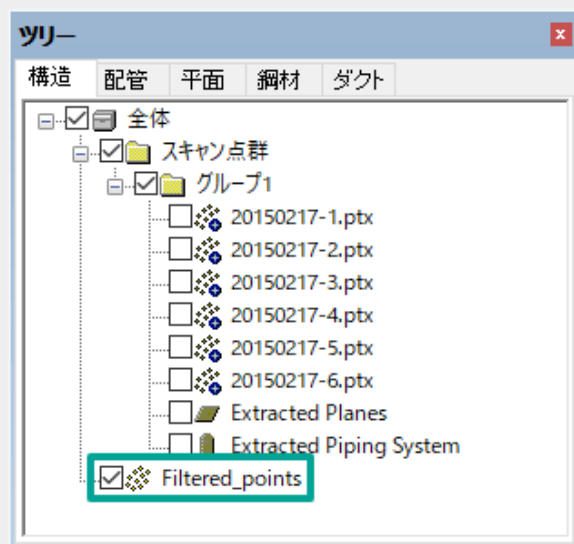 ツリー
構造 配管 平面 鋼材 ダクト
全体
スキャン点群
グループ1
20150217-1.ptx
20150217-2.ptx
20150217-3.ptx
20150217-4.ptx
20150217-5.ptx
20150217-6.ptx
Extracted Planes
Extracted Piping System
Filtered_points